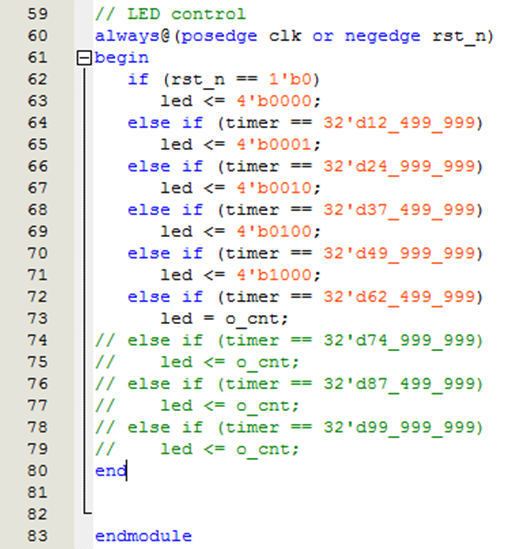 59 // LED control
60 always@(posedge clk or negedge rst_n)
61 begin
62 if (rst_n == 1'b0)
63 led <= 4'b0000;
64 else if (timer == 32'd12_499_999)
65 led <= 4'b0001;
66 else if (timer == 32'd24_999_999)
67 led <= 4'b0010;
68 else if (timer == 32'd37_499_999)
69 led <= 4'b0100;
70 else if (timer == 32'd49_999_999)
71 led <= 4'b1000;
72 else if (timer == 32'd62_499_999)
73 led = o_cnt;
74 // else if (timer == 32'd74_999_999)
75 // led <= o_cnt;
76 // else if (timer == 32'd87_499_999)
77 // led <= o_cnt;
78 // else if (timer == 32'd99_999_999)
79 // led <= o_cnt;
80 end
81
82
83 endmodule